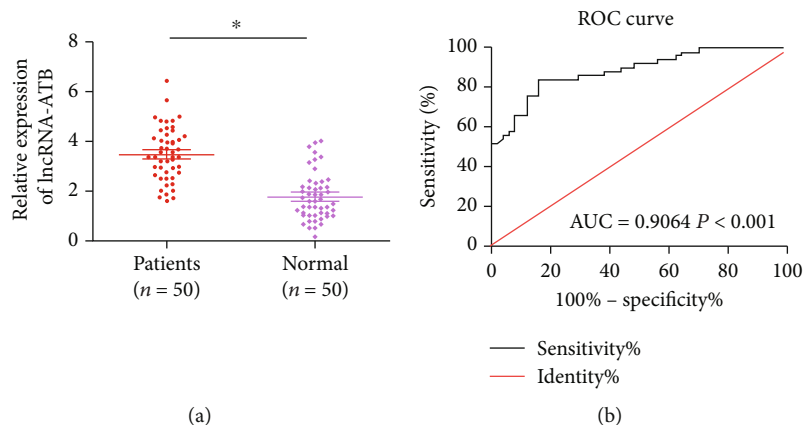 *
8
6
4
2
0
Relative expression
of lncRNA-ATB
Patients
(n = 50)
Normal
(n = 50)
(a)
ROC curve
100
80
60
40
20
0
Sensitivity (%)
AUC = 0.9064 P < 0.001
0 20 40 60 80 100
100% – specificity%
Sensitivity%
Identity%
(b)